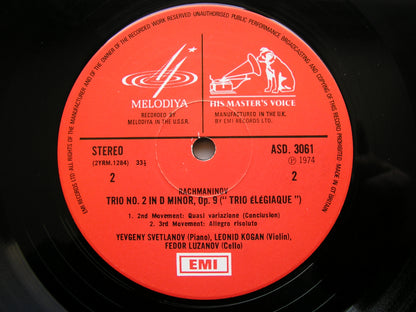 EMI RECORDS LTD. ALL RIGHTS OF THE MANUFACTURER AND OF THE OWNER OF THE RECORDED WORK RESERVED UNAUTHORISED PUBLIC PERFORMANCE BROADCASTING AND COPYING OF THIS RECORD PROHIBITED. MADE IN GT BRITAIN
MELODIYA
RECORDED BY
MELODIYA IN THE U.S.S.R.
HIS MASTER'S VOICE
MANUFACTURED IN THE U.K.
BY EMI RECORDS LTD.
STEREO
(2YRM.1284) 33⅓
2
ASD. 3061
Ⓟ 1974
2
RACHMANINOV
TRIO NO. 2 IN D MINOR, Op. 9 ("TRIO ELEGIAQUE")
1. 2nd Movement: Quasi variazione (Conclusion)
2. 3rd Movement: Allegro risoluto
YEVGENY SVETLANOV (Piano), LEONID KOGAN (Violin),
FEDOR LUZANOV (Cello)
EMI